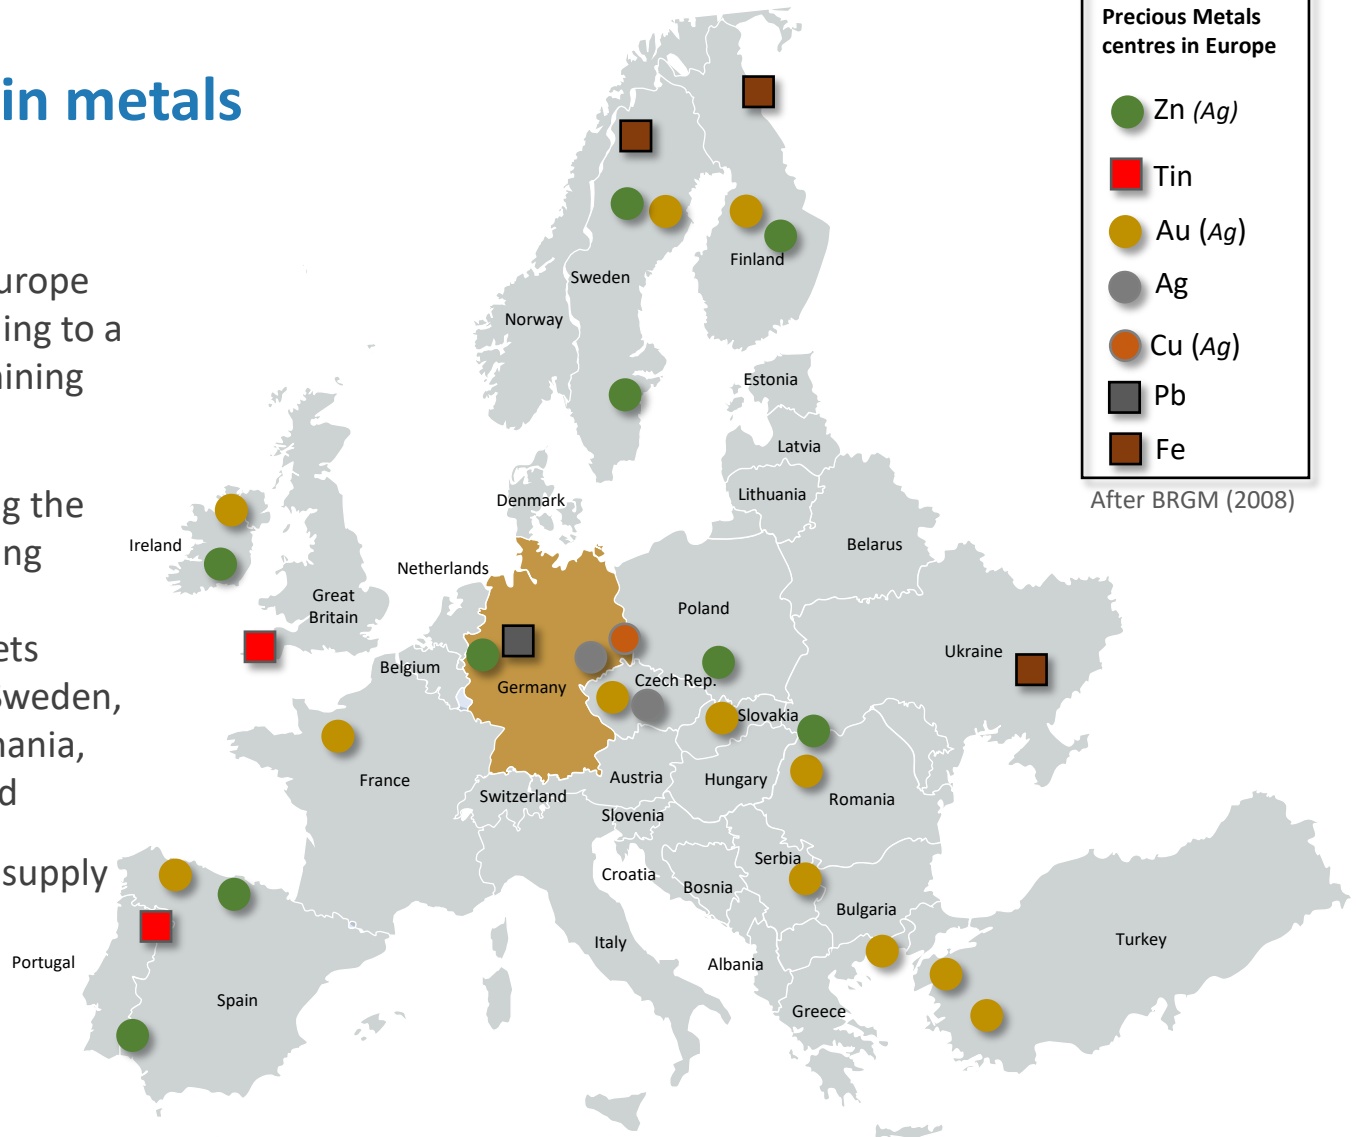 in metals
urope
ing to a
ining
g the
ing
ets
Sweden,
nania,
d
supply
Precious Metals
centres in Europe
Zn (Ag)
Tin
Au (Ag)
Ag
Cu (Ag)
Pb
Fe
After BRGM (2008)
Finland
Sweden
Norway
Estonia
Latvia
Lithuania
Denmark
Belarus
Ireland
Netherlands
Great
Britain
Poland
Ukraine
Belgium
Germany
Czech Rep.
Slovakia
France
Austria
Hungary
Switzerland
Romania
Slovenia
Serbia
Croatia
Bosnia
Bulgaria
Italy
Turkey
Portugal
Albania
Spain
Greece